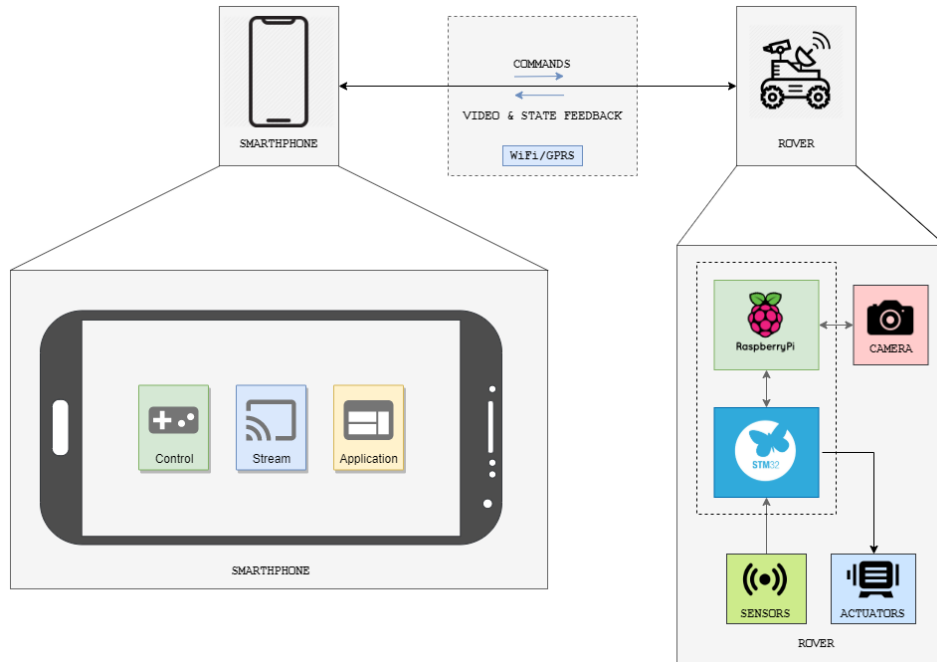 COMMANDS
VIDEO & STATE FEEDBACK
WiFi/GPRS
SMARTHPHONE
ROVER
RaspberryPi
CAMERA
STM32
Control
Stream
Application
SMARTHPHONE
SENSORS
ACTUATORS
ROVER